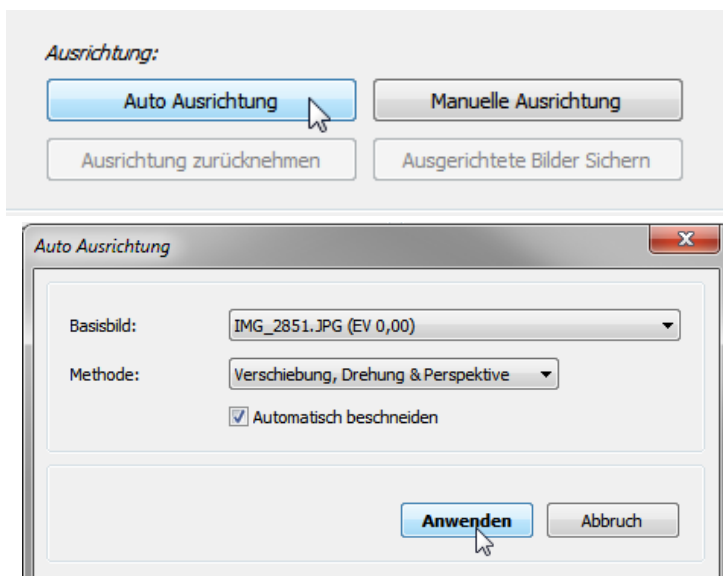 Ausrichtung:
Auto Ausrichtung
Manuelle Ausrichtung
Ausrichtung zurücknehmen
Ausgerichtete Bilder Sichern
Auto Ausrichtung
Basisbild:
IMG_2851.JPG (EV 0,00)
Methode:
Verschiebung, Drehung & Perspektive
Automatisch beschneiden
Anwenden
Abbruch